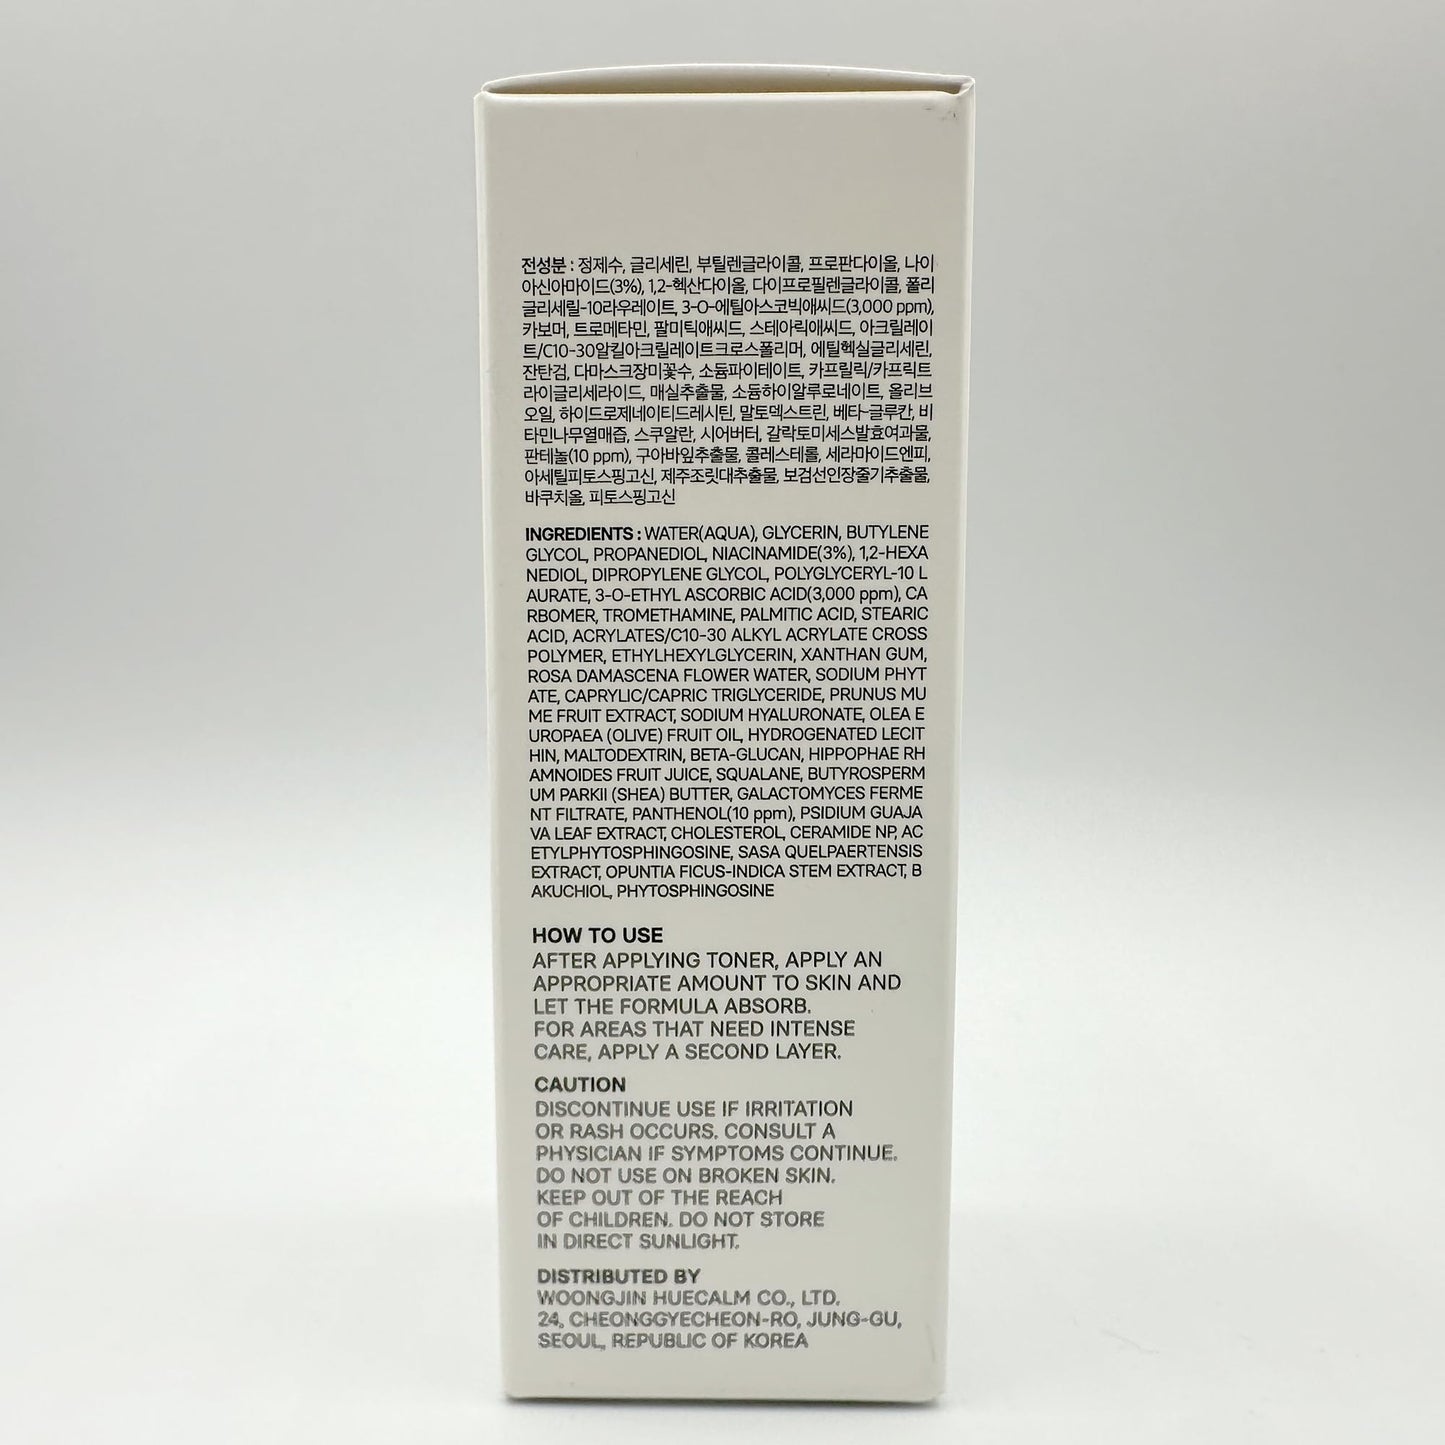 전성분 : 정제수, 글리세린, 부틸렌글라이콜, 프로판다이올, 나이
아신아마이드(3%), 1,2-헥산다이올, 다이프로필렌글라이콜, 폴리
글리세릴-10라우레이트, 3-O-에틸아스코빅애씨드(3,000 ppm),
카보머, 트로메타민, 팔미틱애씨드, 스테아릭애씨드, 아크릴레이
트/C10-30알킬아크릴레이트크로스폴리머, 에틸헥실글리세린,
잔탄검, 다마스크장미꽃수, 소듐파이테이트, 카프릴릭/카프릭트
라이글리세라이드, 매실추출물, 소듐하이알루로네이트, 올리브
오일, 하이드로제네이티드레시틴, 말토덱스트린, 베타-글루칸, 비
타민나무열매즙, 스쿠알란, 시어버터, 갈락토미세스발효여과물,
판테놀(10 ppm), 구아바잎추출물, 콜레스테롤, 세라마이드엔피,
아세틸피토스핑고신, 제주조릿대추출물, 보검선인장줄기추출물,
바쿠치올, 피토스핑고신
INGREDIENTS : WATER(AQUA), GLYCERIN, BUTYLENE
GLYCOL, PROPANEDIOL, NIACINAMIDE(3%), 1,2-HEXA
NEDIOL, DIPROPYLENE GLYCOL, POLYGLYCERYL-10 L
AURATE, 3-O-ETHYL ASCORBIC ACID(3,000 ppm), CA
RBOMER, TROMETHAMINE, PALMITIC ACID, STEARIC
ACID, ACRYLATES/C10-30 ALKYL ACRYLATE CROSS
POLYMER, ETHYLHEXYLGLYCERIN, XANTHAN GUM,
ROSA DAMASCENA FLOWER WATER, SODIUM PHYT
ATE, CAPRYLIC/CAPRIC TRIGLYCERIDE, PRUNUS MU
ME FRUIT EXTRACT, SODIUM HYALURONATE, OLEA E
UROPAEA (OLIVE) FRUIT OIL, HYDROGENATED LECIT
HIN, MALTODEXTRIN, BETA-GLUCAN, HIPPOPHAE RH
AMNOIDES FRUIT JUICE, SQUALANE, BUTYROSPERM
UM PARKII (SHEA) BUTTER, GALACTOMYCES FERME
NT FILTRATE, PANTHENOL(10 ppm), PSIDIUM GUAJA
VA LEAF EXTRACT, CHOLESTEROL, CERAMIDE NP, AC
ETYLPHYTOSPHINGOSINE, SASA QUELPAERTENSIS
EXTRACT, OPUNTIA FICUS-INDICA STEM EXTRACT, B
AKUCHIOL, PHYTOSPHINGOSINE
HOW TO USE
AFTER APPLYING TONER, APPLY AN
APPROPRIATE AMOUNT TO SKIN AND
LET THE FORMULA ABSORB.
FOR AREAS THAT NEED INTENSE
CARE, APPLY A SECOND LAYER.
CAUTION
DISCONTINUE USE IF IRRITATION
OR RASH OCCURS. CONSULT A
PHYSICIAN IF SYMPTOMS CONTINUE.
DO NOT USE ON BROKEN SKIN.
KEEP OUT OF THE REACH
OF CHILDREN. DO NOT STORE
IN DIRECT SUNLIGHT.
DISTRIBUTED BY
WOONGJIN HUECALM CO., LTD.
24, CHEONGGYECHEON-RO, JUNG-GU,
SEOUL, REPUBLIC OF KOREA